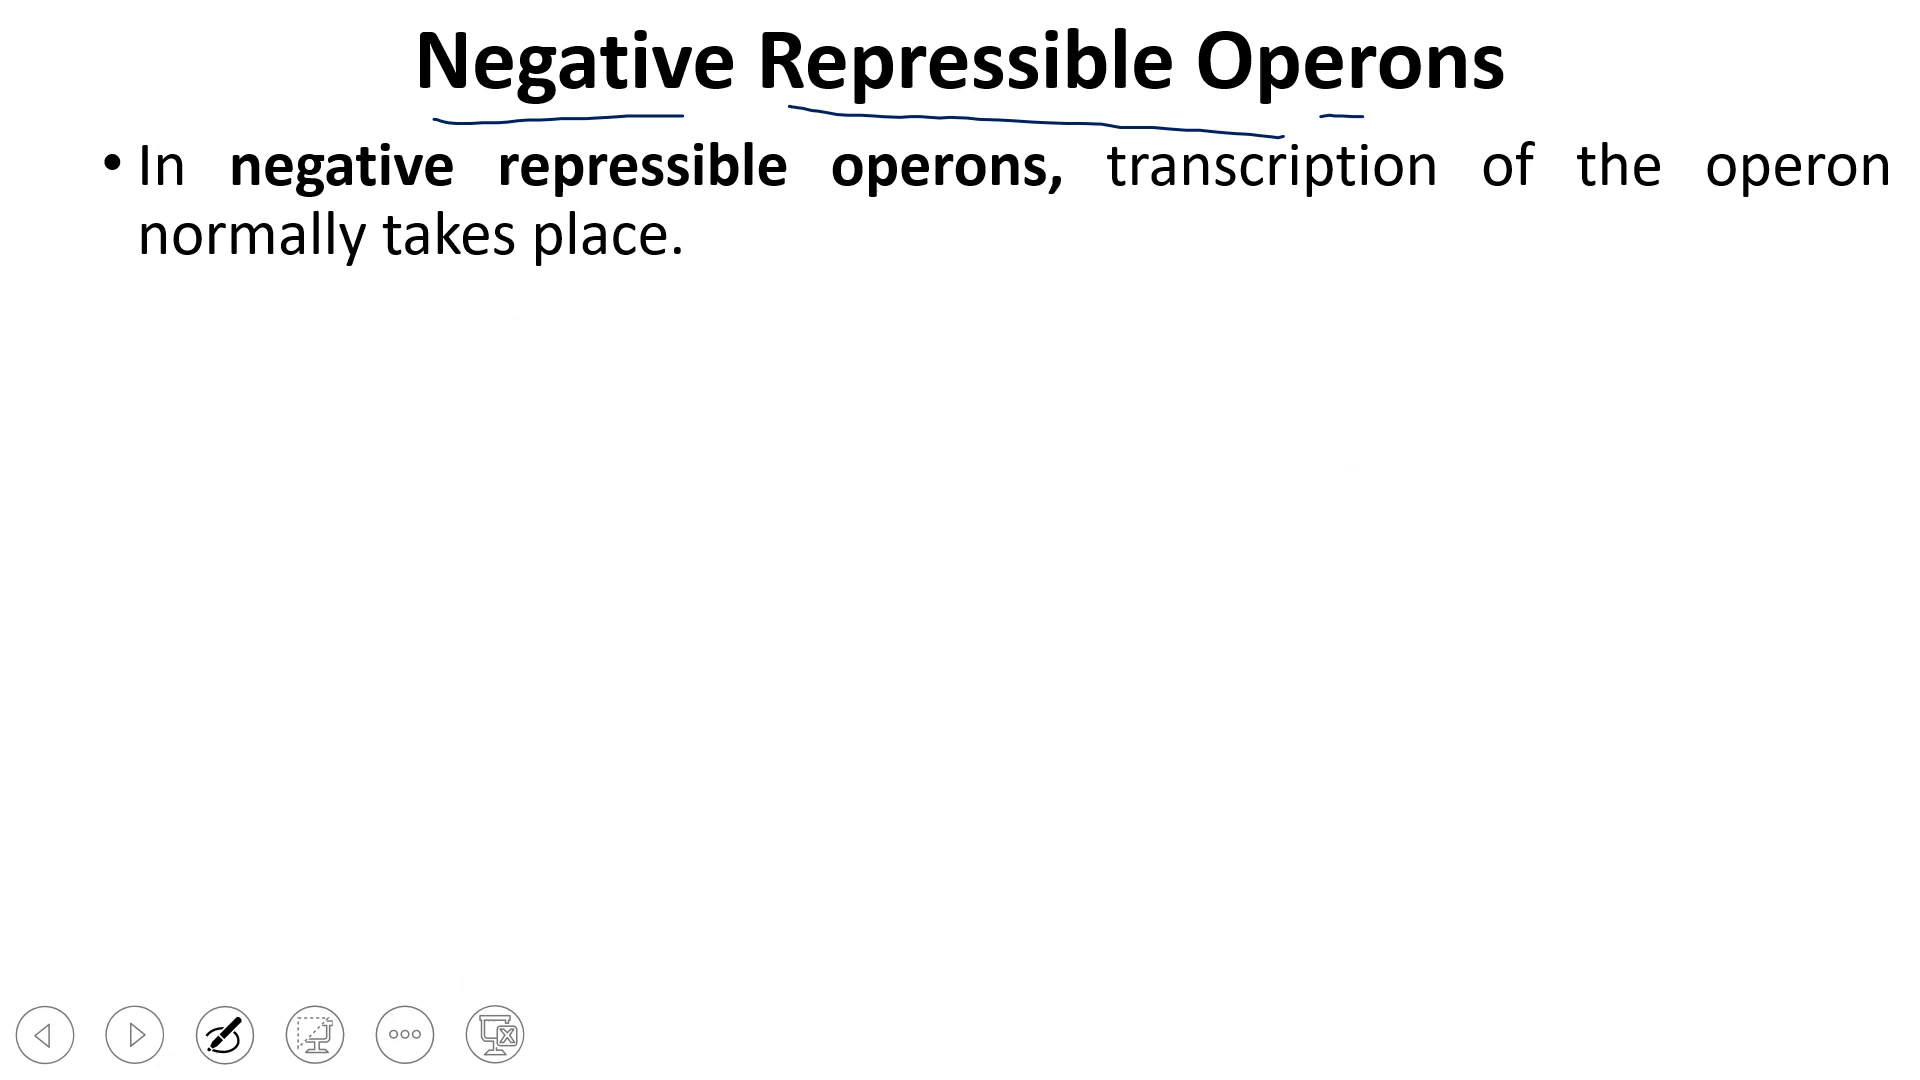 Negative Repressible Operons
• In negative repressible operons, transcription of the operon
normally takes place.